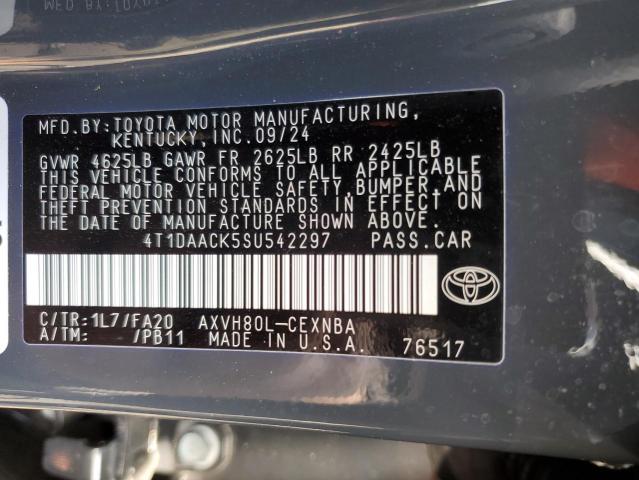 MFD.BY:TOYOTA MOTOR MANUFACTURING,
KENTUCKY,INC.09/24
GVWR 4625LB GAWR FR 2625LB RR 2425LB
THIS VEHICLE CONFORMS TO ALL APPLICABLE
FEDERAL MOTOR VEHICLE SAFETY,BUMPER,AND
THEFT PREVENTION STANDARDS IN EFFECT ON
THE DATE OF MANUFACTURE SHOWN ABOVE.
4T1DAACK5SU542297 PASS.CAR
C/TR:1L7/FA20 AXVH80L-CEXNBA
A/TM: /PB11 MADE IN U.S.A. 76517